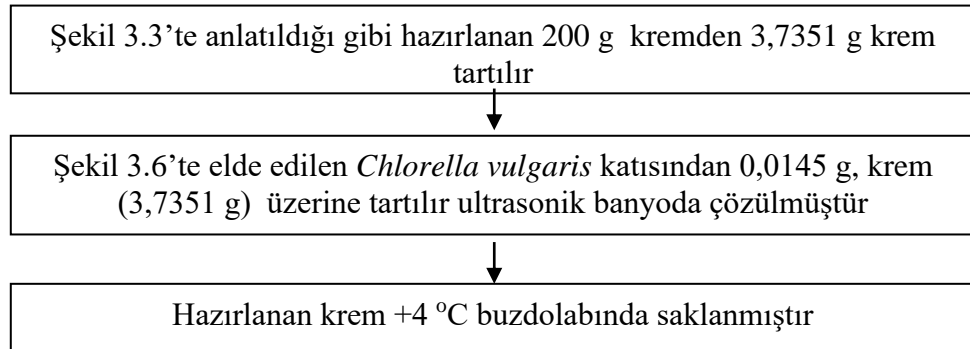 Şekil 3.3’te anlatıldığı gibi hazırlanan 200 g kremden 3,7351 g krem
tartılır
Şekil 3.6’te elde edilen Chlorella vulgaris katısından 0,0145 g, krem
(3,7351 g) üzerine tartılır ultrasonik banyoda çözülmüştür
Hazırlanan krem +4 °C buzdolabında saklanmıştır